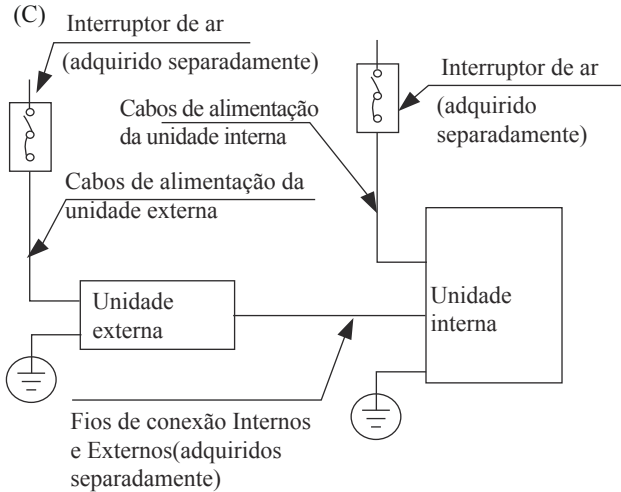 (C)
Interruptor de ar
(adquirido separadamente)
Interruptor de ar
(adquirido
separadamente)
Cabos de alimentação
da unidade interna
Cabos de alimentação da
unidade externa
Unidade
externa
Unidade
interna
Fios de conexão Internos
e Externos(adquiridos
separadamente)